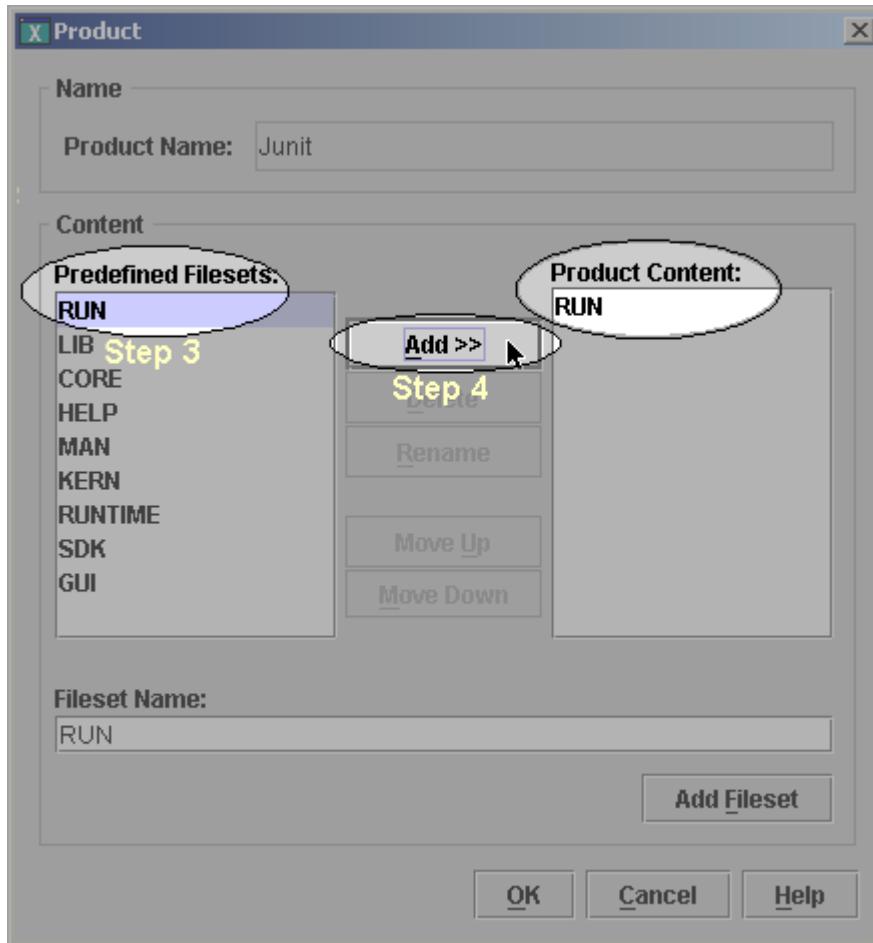 X Product
Name
Product Name: Junit
Content
Predefined Filesets:
RUN
LIB
Step 3
CORE
HELP
MAN
KERN
RUNTIME
SDK
GUI
Add >>
Step 4
Delete
Rename
Move Up
Move Down
Product Content:
RUN
Fileset Name:
RUN
Add Fileset
OK Cancel Help